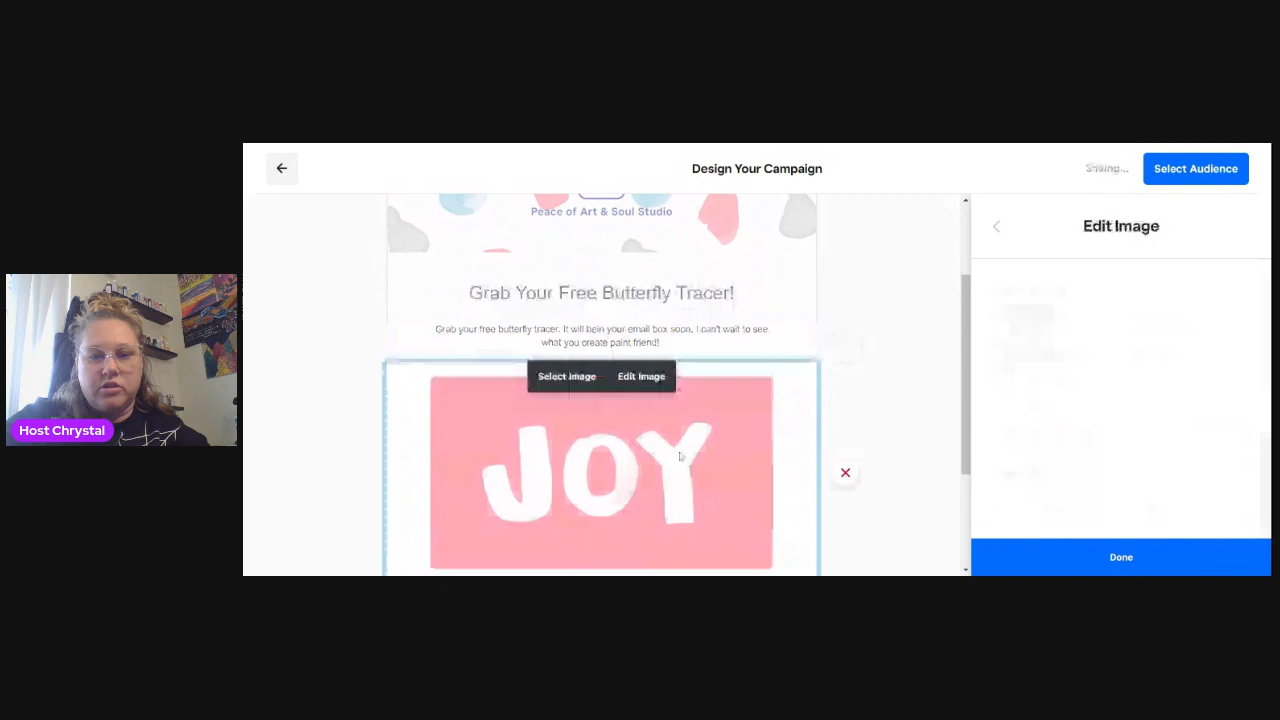 Design Your Campaign
Select Audience
Peace of Art & Soul Studio
Edit Image
Grab Your Free Butterfly Tracer!
Grab your free butterfly tracer. It will bein your email box soon. I can't wait to see
what you create paint friend!
Select Image
Edit Image
JOY
Host Chrystal
Done